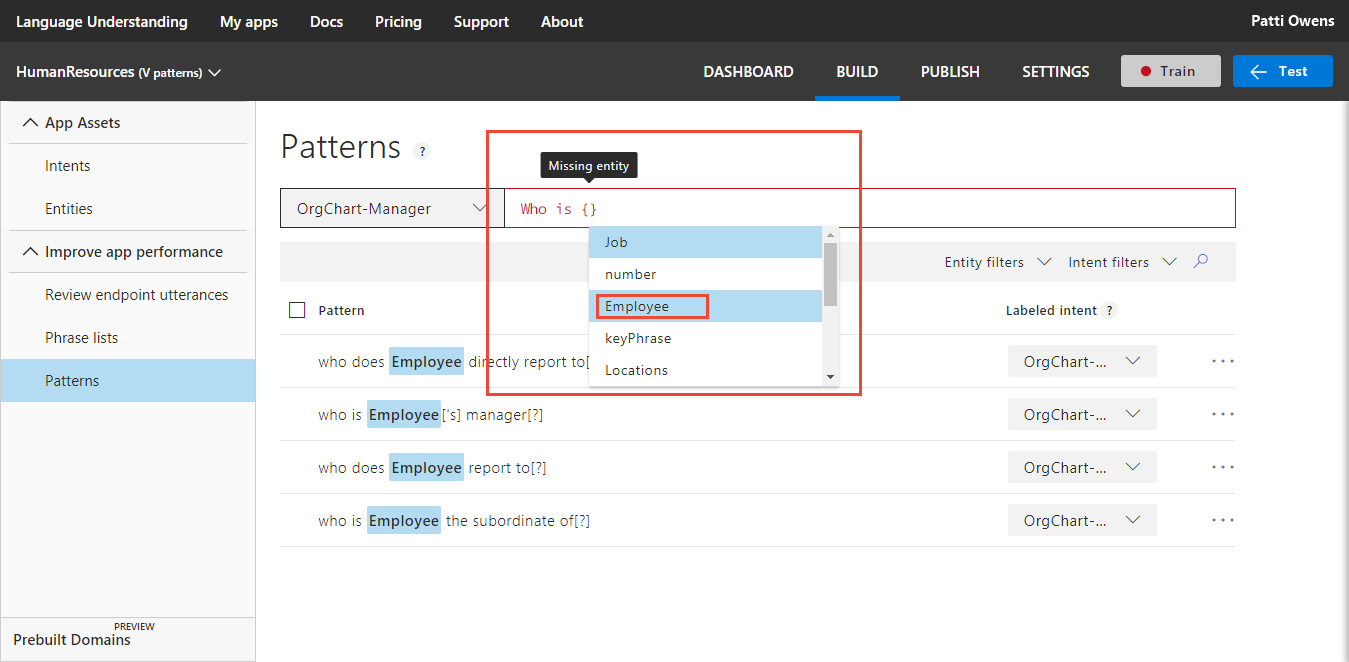 Language Understanding My apps Docs Pricing Support About Patti Owens
HumanResources (V patterns) DASHBOARD BUILD PUBLISH SETTINGS Train Test
App Assets
Intents
Entities
Improve app performance
Review endpoint utterances
Phrase lists
Patterns
Prebuilt Domains PREVIEW
Patterns ?
Missing entity
OrgChart-Manager Who is {}
Job
number
Employee
keyPhrase
Locations
Entity filters Intent filters
Pattern Labeled intent ?
who does Employee directly report to[ OrgChart-... ...
who is Employee['s] manager[?] OrgChart-... ...
who does Employee report to[?] OrgChart-... ...
who is Employee the subordinate of[?] OrgChart-... ...